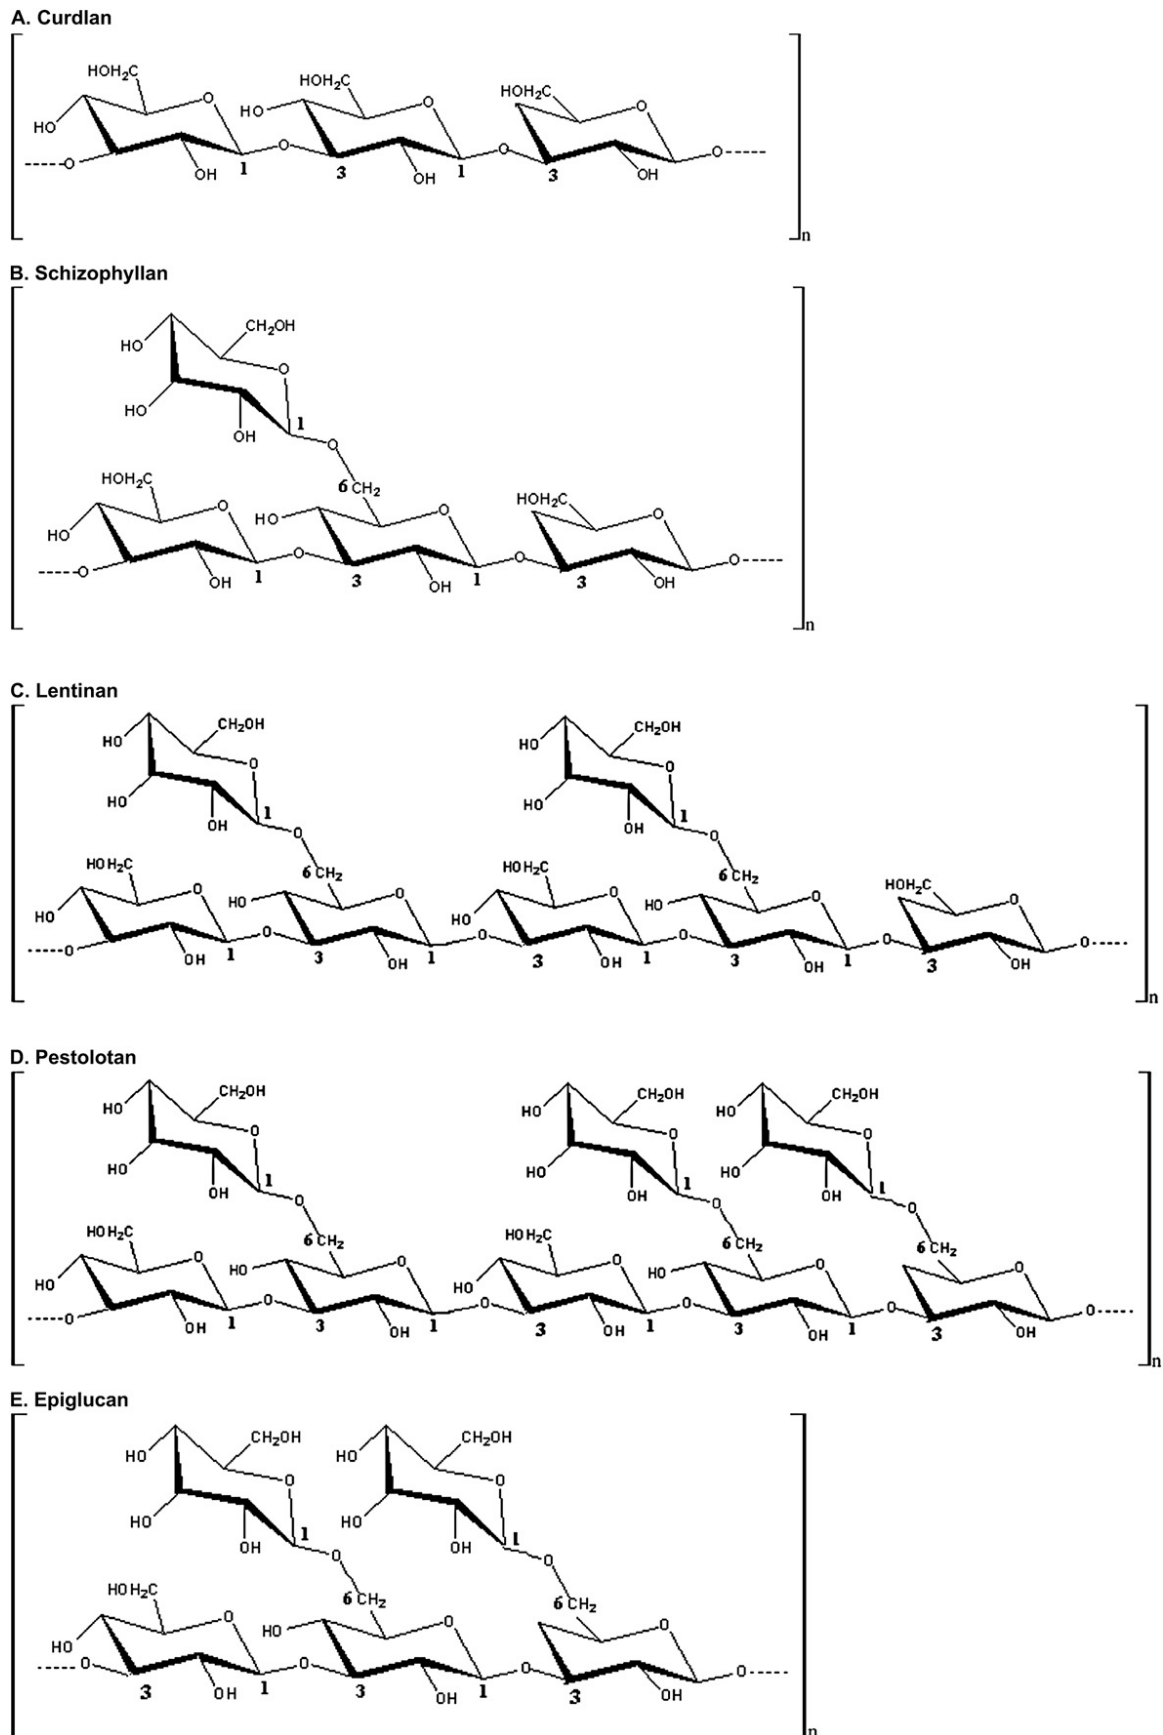 A. Curdlan
HOH₂C O HOH₂C O HOH₂C O
HO HO
O OH 1 O 3 OH 1 O 3 OH O
n
B. Schizophyllan
CH₂OH
HO O
HO
OH 1 O
HOH₂C 6 CH₂ HOH₂C
HO O HO O O
O OH 1 O 3 OH 1 O 3 OH O
n
C. Lentinan
CH₂OH CH₂OH
HO O HO O
HO HO
OH 1 O OH 1 O
HOH₂C 6 CH₂ HOH₂C 6 CH₂ HOH₂C
HO O HO O HO O HO O O
O OH 1 O 3 OH 1 O 3 OH 1 O 3 OH 1 O 3 OH O
n
D. Pestolotan
CH₂OH CH₂OH CH₂OH
HO O HO O HO O
HO HO HO
OH 1 O OH 1 O OH 1 O
HOH₂C 6 CH₂ HOH₂C 6 CH₂ 6 CH₂
HO O HO O HO O HO O O
O OH 1 O 3 OH 1 O 3 OH 1 O 3 OH 1 O 3 OH O
n
E. Epiglucan
CH₂OH CH₂OH
HO O HO O
HO HO
OH 1 O OH 1 O
HOH₂C 6 CH₂ 6 CH₂
HO O HO O O
O 3 OH 1 O 3 OH 1 O 3 OH O
n